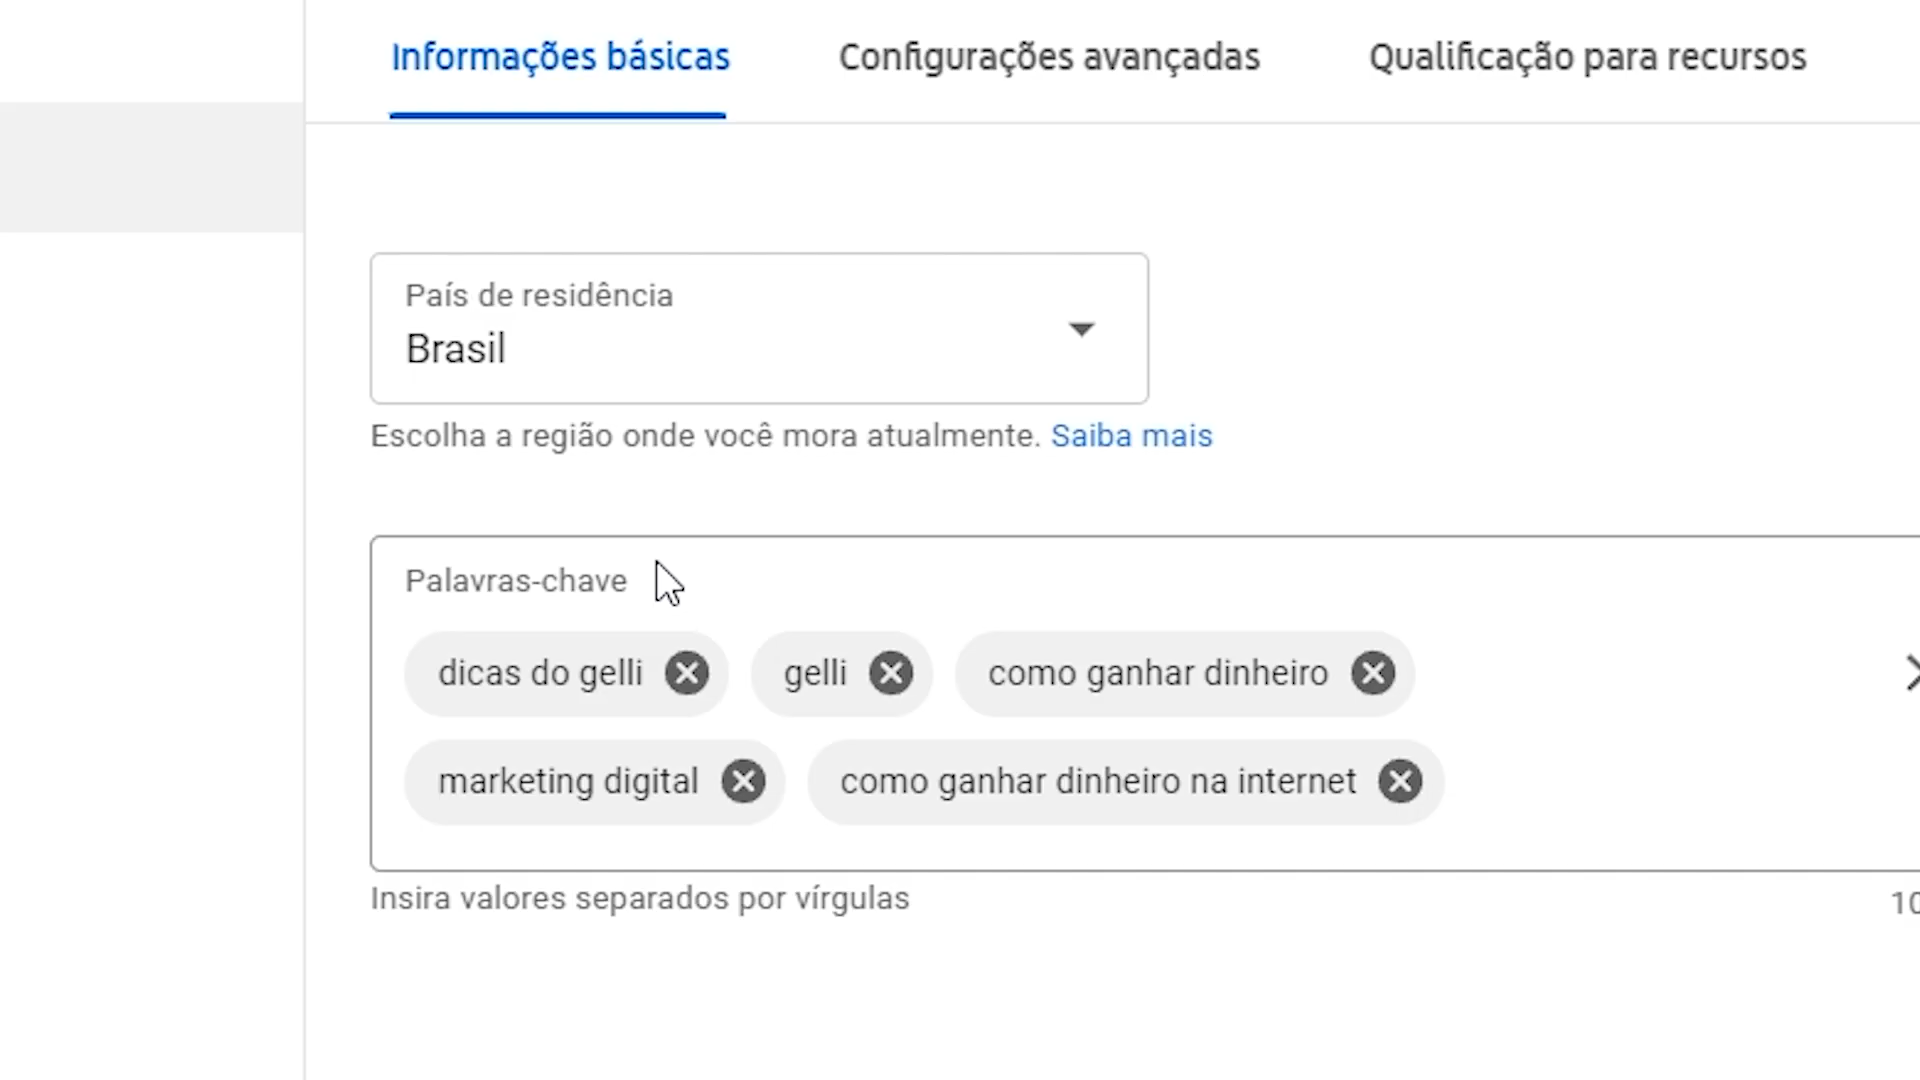 Informações básicas Configurações avançadas Qualificação para recursos
País de residência
Brasil
Escolha a região onde você mora atualmente. Saiba mais
Palavras-chave
dicas do gelli gelli como ganhar dinheiro
marketing digital como ganhar dinheiro na internet
Insira valores separados por vírgulas